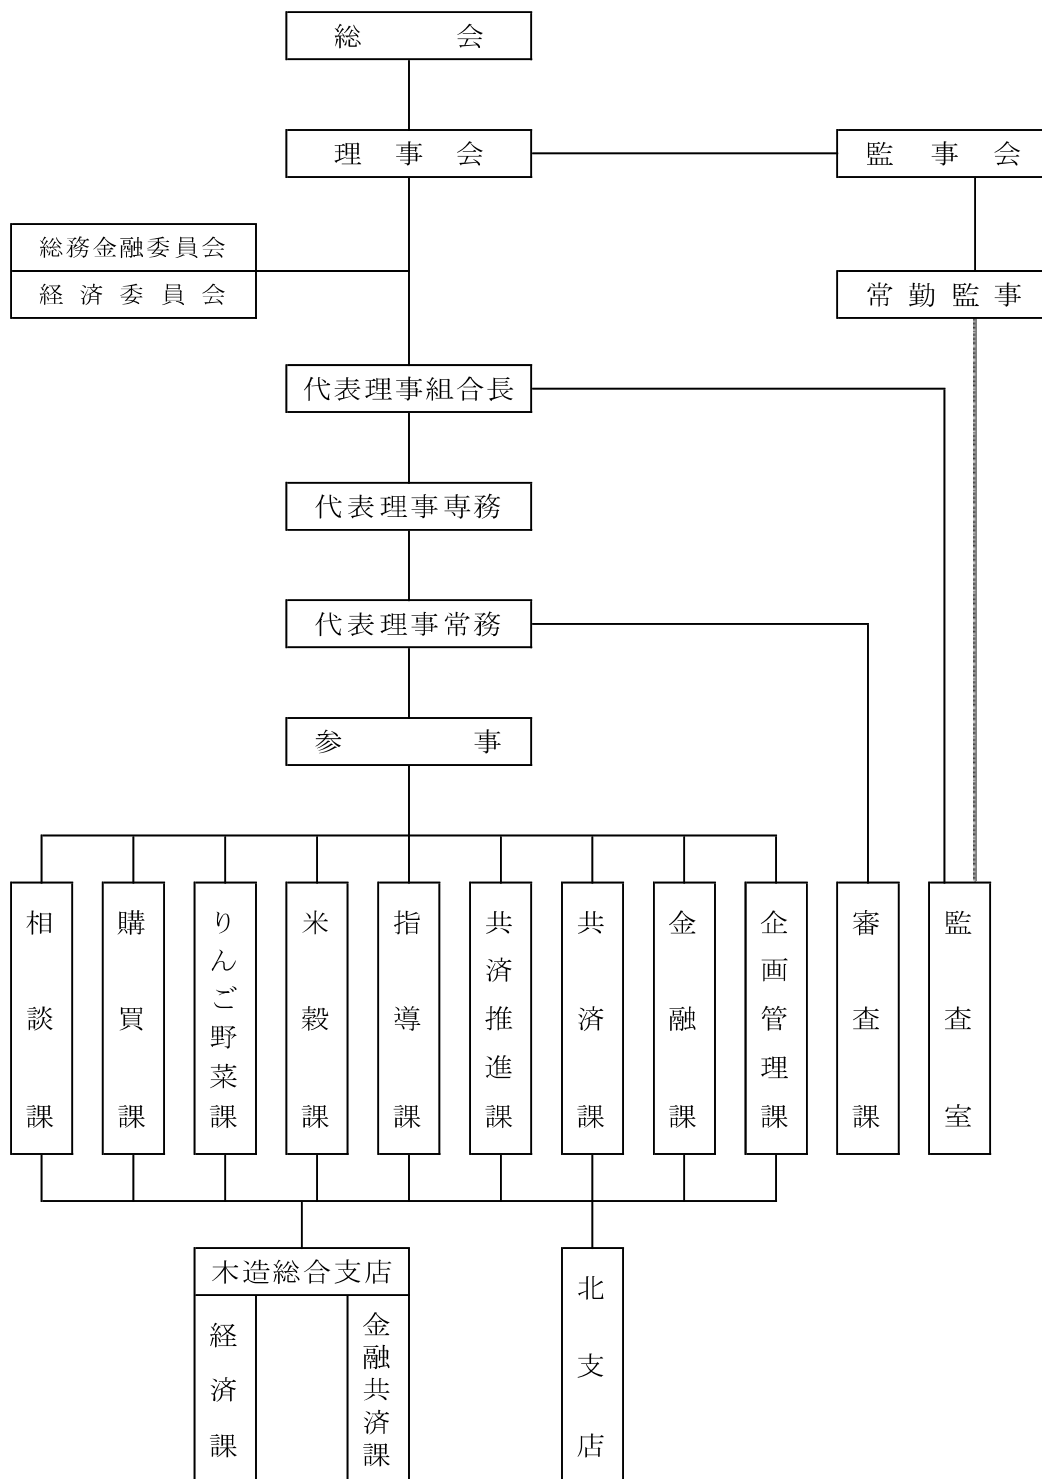 総会
理事会
監事会
総務金融委員会
経済委員会
常勤監事
代表理事組合長
代表理事専務
代表理事常務
参事
相談課
購買課
りんご野菜課
米穀課
指導課
共済推進課
共済課
金融課
企画管理課
審査課
監査室
木造総合支店
経済課
金融共済課
北支店